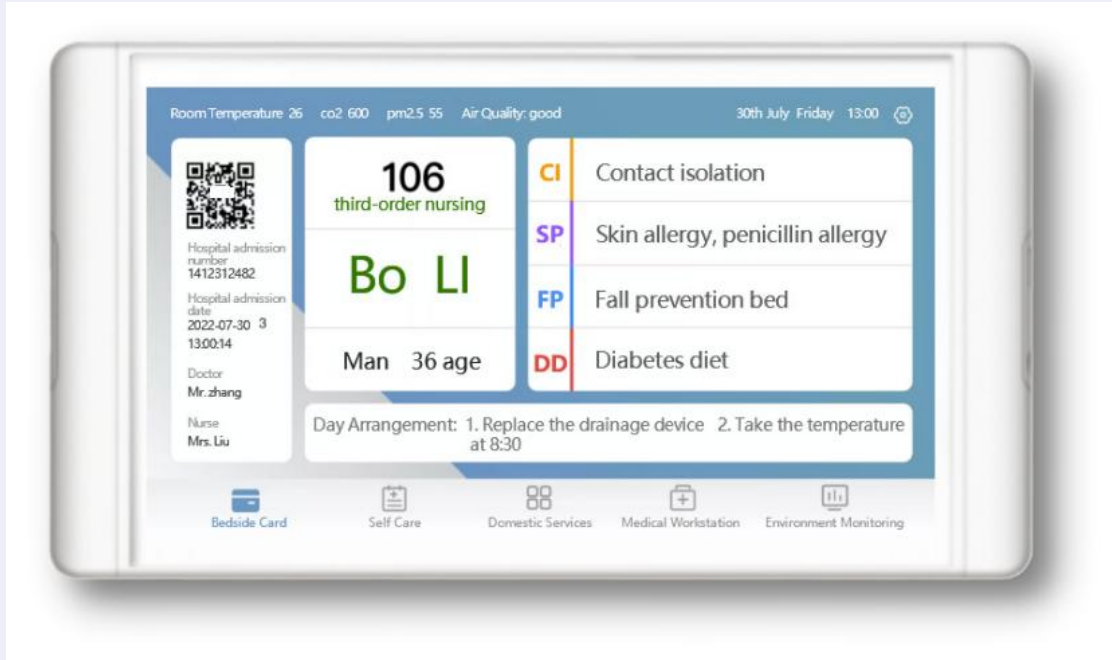 Room Temperature 26 co2 600 pm2.5 55 Air Quality: good 30th July Friday 13:00
Hospital admission
number
1412312482
Hospital admission
date
2022-07-30 3
13:00:14
Doctor
Mr. zhang
Nurse
Mrs. Liu
106
third-order nursing
Bo LI
Man 36 age
CI Contact isolation
SP Skin allergy, penicillin allergy
FP Fall prevention bed
DD Diabetes diet
Day Arrangement: 1. Replace the drainage device 2. Take the temperature
at 8:30
Bedside Card Self Care Domestic Services Medical Workstation Environment Monitoring